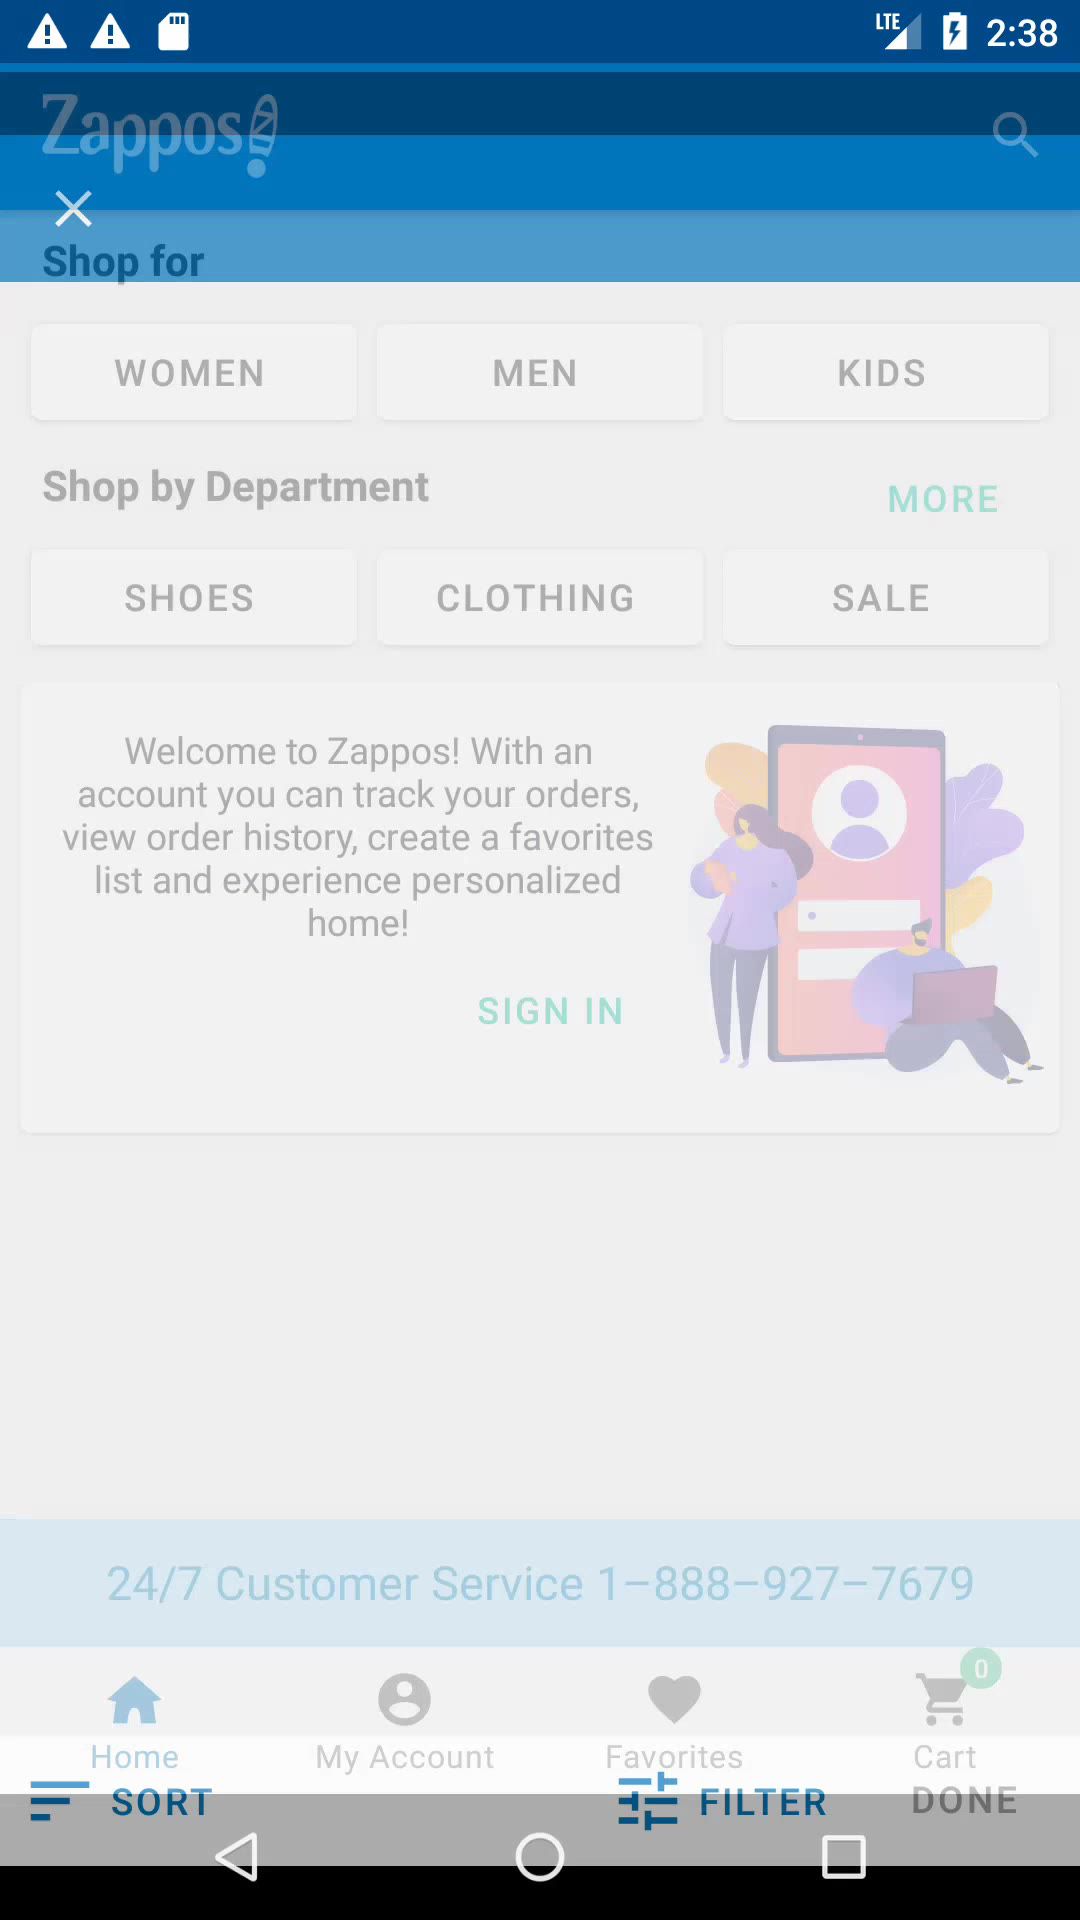 LTE 2:38
Zappos
Shop for
WOMEN MEN KIDS
Shop by Department
MORE
SHOES CLOTHING SALE
Welcome to Zappos! With an
account you can track your orders,
view order history, create a favorites
list and experience personalized
home!
SIGN IN
24/7 Customer Service 1-888-927-7679
0
Home My Account Favorites Cart
SORT FILTER DONE